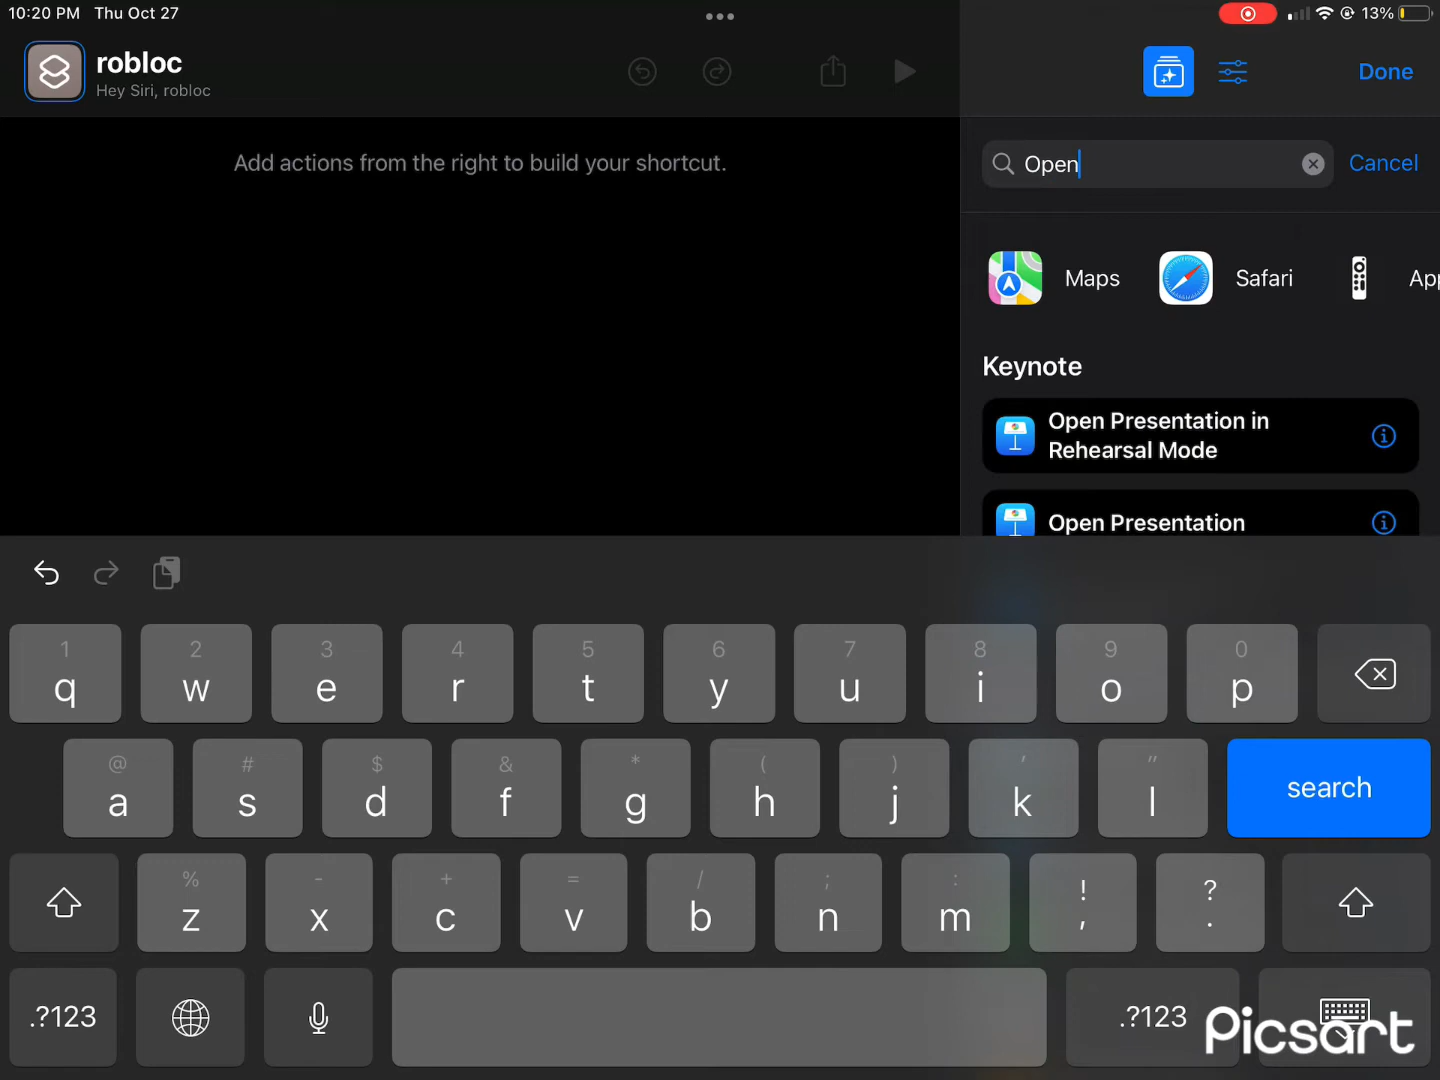 10:20 PM Thu Oct 27
13%
robloc
Hey Siri, robloc
Done
Add actions from the right to build your shortcut.
Open
Cancel
Maps
Safari
App
Keynote
Open Presentation in
Rehearsal Mode
Open Presentation
1 2 3 4 5 6 7 8 9 0
q w e r t y u i o p
@ # $ & * ( ) ' "
a s d f g h j k l
search
% - + = / ; : ! ?
z x c v b n m , .
.?123
.?123
Picsart